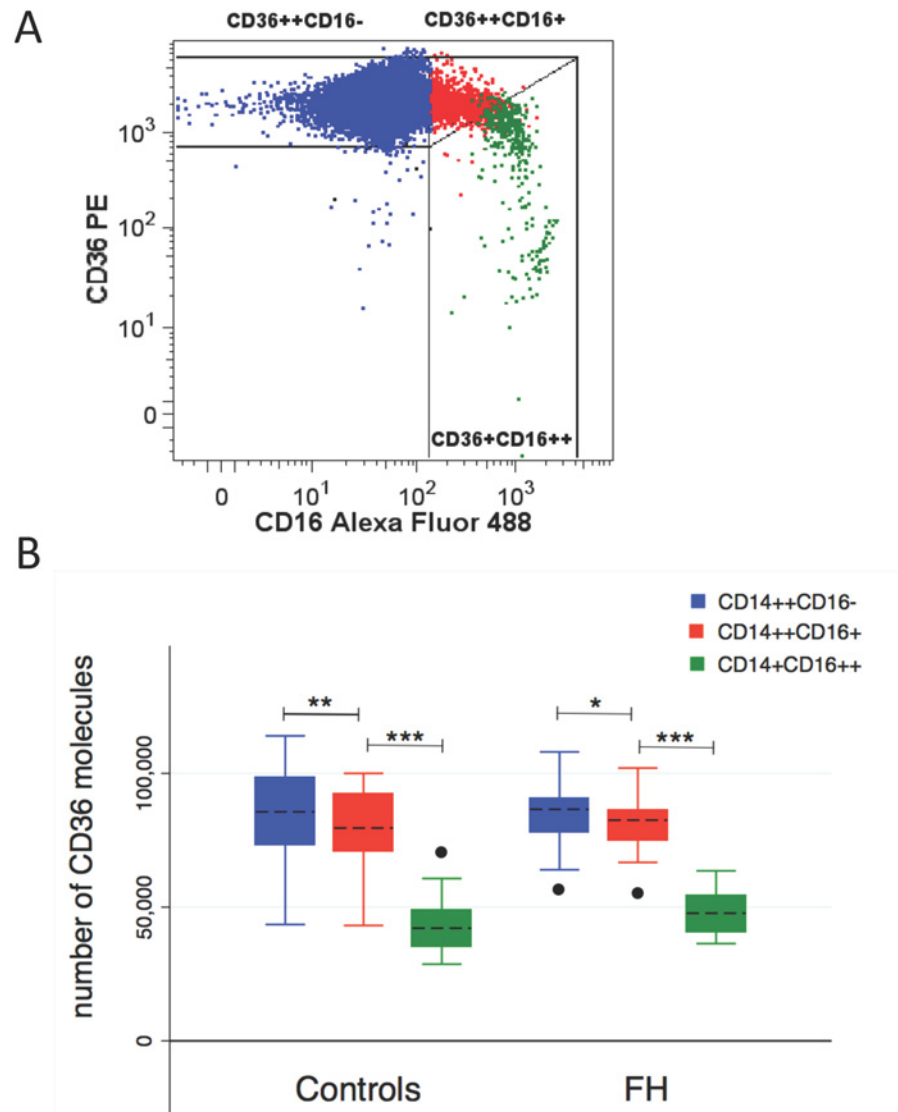 A
CD36++CD16- CD36++CD16+
CD36 PE
10³
10²
10¹
0
CD36+CD16++
0 10¹ 10² 10³
CD16 Alexa Fluor 488
B
CD14++CD16-
CD14++CD16+
CD14+CD16++
number of CD36 molecules
** *
*** ***
100,000
50,000
0
Controls FH